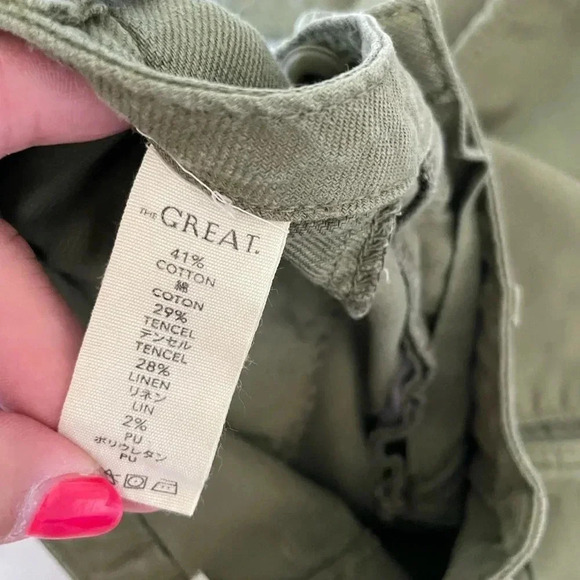 THE GREAT.
41%
COTTON
綿
COTON
29%
TENCEL
テンセル
TENCEL
28%
LINEN
リネン
LIN
2%
PU
ポリウレタン
PU